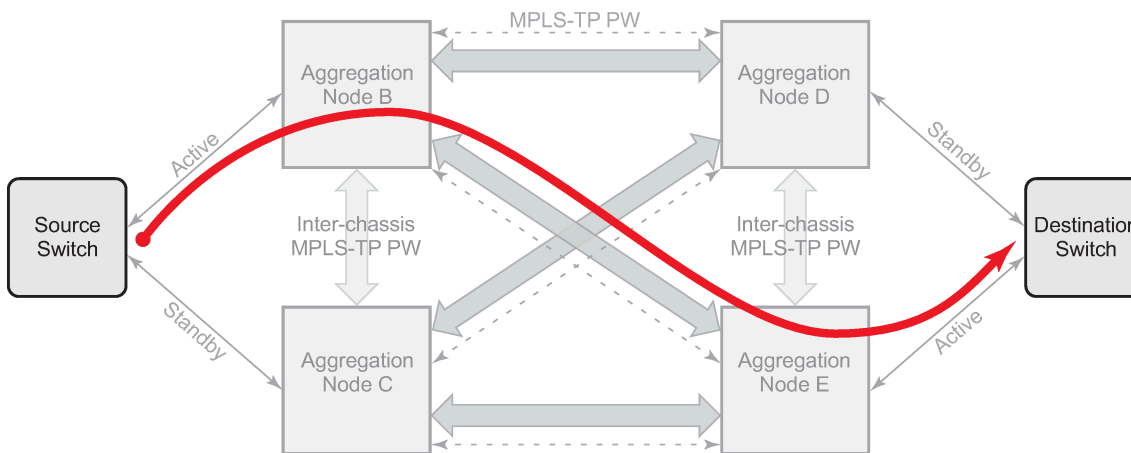 MPLS-TP PW
Aggregation
Node B
Aggregation
Node D
Active
Standby
Source
Switch
Inter-chassis
MPLS-TP PW
Inter-chassis
MPLS-TP PW
Destination
Switch
Standby
Active
Aggregation
Node C
Aggregation
Node E